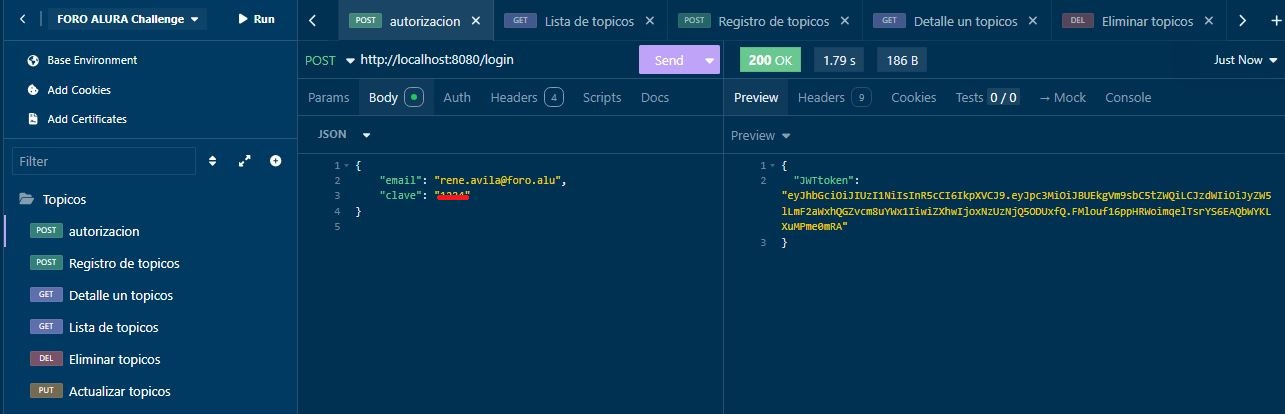 FORO ALURA Challenge
Run
POST autorizacion
GET Lista de topicos
POST Registro de topicos
GET Detalle un topicos
DEL Eliminar topicos
Base Environment
Add Cookies
Add Certificates
Filter
Topicos
POST autorizacion
POST Registro de topicos
GET Detalle un topicos
GET Lista de topicos
DEL Eliminar topicos
PUT Actualizar topicos
POST http://localhost:8080/login
Send
Params Body Auth Headers 4 Scripts Docs
JSON
1 {
2 "email": "rene.avila@foro.alu",
3 "clave": " "
4 }
5
200 OK 1.79 s 186 B Just Now
Preview Headers 9 Cookies Tests 0 / 0 → Mock Console
Preview
1 {
2 "JWTtoken":
"eyJhbGciOiJIUzI1NiIsInR5cCI6IkpXVCJ9.eyJpc3MiOiJBUEkgVm9sbC5tZWQiLCJzdWIiOiJyZW5
lLmF2aWxhQGZvcm8uYWx1IiwiZXhwIjoxNzUzNjQ5ODUxfQ.FMlouf16ppHRWoimqelTsrYS6EAQbWYKL
XuMPme0mRA"
3 }